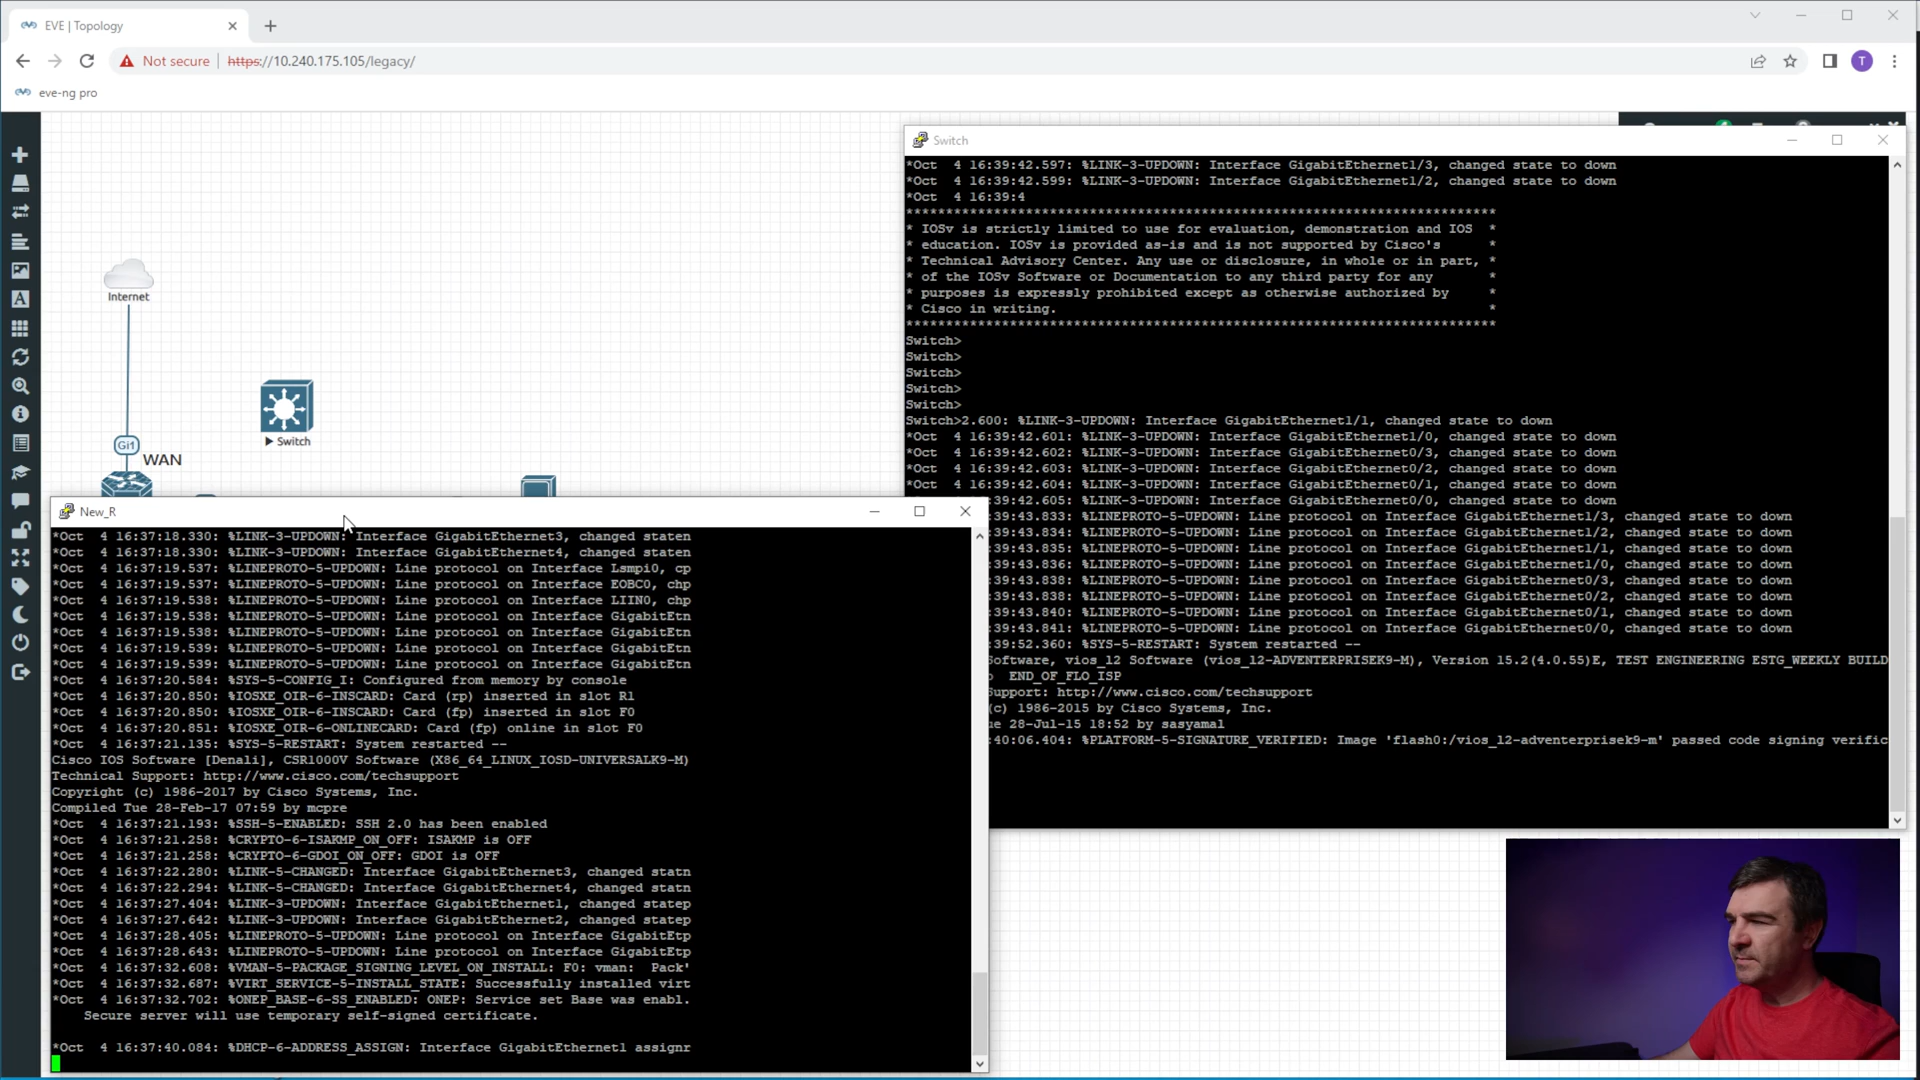 EVE | Topology
Not secure
https://10.240.175.105/legacy/
T
eve-ng pro
Internet
Switch
Gi1
WAN
Switch
*Oct  4 16:39:42.597: %LINK-3-UPDOWN: Interface GigabitEthernet1/3, changed state to down
*Oct  4 16:39:42.599: %LINK-3-UPDOWN: Interface GigabitEthernet1/2, changed state to down
*Oct  4 16:39:4
**************************************************************************
* IOSv is strictly limited to use for evaluation, demonstration and IOS  *
* education. IOSv is provided as-is and is not supported by Cisco's      *
* Technical Advisory Center. Any use or disclosure, in whole or in part, *
* of the IOSv Software or Documentation to any third party for any       *
* purposes is expressly prohibited except as otherwise authorized by     *
* Cisco in writing.                                                      *
**************************************************************************
Switch>
Switch>
Switch>
Switch>
Switch>
Switch>2.600: %LINK-3-UPDOWN: Interface GigabitEthernet1/1, changed state to down
*Oct  4 16:39:42.601: %LINK-3-UPDOWN: Interface GigabitEthernet1/0, changed state to down
*Oct  4 16:39:42.602: %LINK-3-UPDOWN: Interface GigabitEthernet0/3, changed state to down
*Oct  4 16:39:42.603: %LINK-3-UPDOWN: Interface GigabitEthernet0/2, changed state to down
*Oct  4 16:39:42.604: %LINK-3-UPDOWN: Interface GigabitEthernet0/1, changed state to down
*Oct  4 16:39:42.605: %LINK-3-UPDOWN: Interface GigabitEthernet0/0, changed state to down
:39:43.833: %LINEPROTO-5-UPDOWN: Line protocol on Interface GigabitEthernet1/3, changed state to down
:39:43.834: %LINEPROTO-5-UPDOWN: Line protocol on Interface GigabitEthernet1/2, changed state to down
:39:43.835: %LINEPROTO-5-UPDOWN: Line protocol on Interface GigabitEthernet1/1, changed state to down
:39:43.836: %LINEPROTO-5-UPDOWN: Line protocol on Interface GigabitEthernet1/0, changed state to down
:39:43.838: %LINEPROTO-5-UPDOWN: Line protocol on Interface GigabitEthernet0/3, changed state to down
:39:43.838: %LINEPROTO-5-UPDOWN: Line protocol on Interface GigabitEthernet0/2, changed state to down
:39:43.840: %LINEPROTO-5-UPDOWN: Line protocol on Interface GigabitEthernet0/1, changed state to down
:39:43.841: %LINEPROTO-5-UPDOWN: Line protocol on Interface GigabitEthernet0/0, changed state to down
:39:52.360: %SYS-5-RESTART: System restarted --
Software, vios_l2 Software (vios_l2-ADVENTERPRISEK9-M), Version 15.2(4.0.55)E, TEST ENGINEERING ESTG_WEEKLY BUILD
END_OF_FLO_ISP
Support: http://www.cisco.com/techsupport
(c) 1986-2015 by Cisco Systems, Inc.
ue 28-Jul-15 18:52 by sasyamal
:40:06.404: %PLATFORM-5-SIGNATURE_VERIFIED: Image 'flash0:/vios_l2-adventerprisek9-m' passed code signing verific
New_R
*Oct  4 16:37:18.330: %LINK-3-UPDOWN: Interface GigabitEthernet3, changed staten
*Oct  4 16:37:18.330: %LINK-3-UPDOWN: Interface GigabitEthernet4, changed staten
*Oct  4 16:37:19.537: %LINEPROTO-5-UPDOWN: Line protocol on Interface Lsmpi0, cp
*Oct  4 16:37:19.537: %LINEPROTO-5-UPDOWN: Line protocol on Interface EOBC0, chp
*Oct  4 16:37:19.538: %LINEPROTO-5-UPDOWN: Line protocol on Interface LIIN0, chp
*Oct  4 16:37:19.538: %LINEPROTO-5-UPDOWN: Line protocol on Interface GigabitEtn
*Oct  4 16:37:19.538: %LINEPROTO-5-UPDOWN: Line protocol on Interface GigabitEtn
*Oct  4 16:37:19.539: %LINEPROTO-5-UPDOWN: Line protocol on Interface GigabitEtn
*Oct  4 16:37:19.539: %LINEPROTO-5-UPDOWN: Line protocol on Interface GigabitEtn
*Oct  4 16:37:20.584: %SYS-5-CONFIG_I: Configured from memory by console
*Oct  4 16:37:20.850: %IOSXE_OIR-6-INSCARD: Card (rp) inserted in slot R1
*Oct  4 16:37:20.850: %IOSXE_OIR-6-INSCARD: Card (fp) inserted in slot F0
*Oct  4 16:37:20.851: %IOSXE_OIR-6-ONLINECARD: Card (fp) online in slot F0
*Oct  4 16:37:21.135: %SYS-5-RESTART: System restarted --
Cisco IOS Software [Denali], CSR1000V Software (X86_64_LINUX_IOSD-UNIVERSALK9-M)
Technical Support: http://www.cisco.com/techsupport
Copyright (c) 1986-2017 by Cisco Systems, Inc.
Compiled Tue 28-Feb-17 07:59 by mcpre
*Oct  4 16:37:21.193: %SSH-5-ENABLED: SSH 2.0 has been enabled
*Oct  4 16:37:21.258: %CRYPTO-6-ISAKMP_ON_OFF: ISAKMP is OFF
*Oct  4 16:37:21.258: %CRYPTO-6-GDOI_ON_OFF: GDOI is OFF
*Oct  4 16:37:22.280: %LINK-5-CHANGED: Interface GigabitEthernet3, changed statn
*Oct  4 16:37:22.294: %LINK-5-CHANGED: Interface GigabitEthernet4, changed statn
*Oct  4 16:37:27.404: %LINK-3-UPDOWN: Interface GigabitEthernet1, changed statep
*Oct  4 16:37:27.642: %LINK-3-UPDOWN: Interface GigabitEthernet2, changed statep
*Oct  4 16:37:28.405: %LINEPROTO-5-UPDOWN: Line protocol on Interface GigabitEtp
*Oct  4 16:37:28.643: %LINEPROTO-5-UPDOWN: Line protocol on Interface GigabitEtp
*Oct  4 16:37:32.608: %VMAN-5-PACKAGE_SIGNING_LEVEL_ON_INSTALL: F0: vman:  Pack'
*Oct  4 16:37:32.687: %VIRT_SERVICE-5-INSTALL_STATE: Successfully installed virt
*Oct  4 16:37:32.702: %ONEP_BASE-6-SS_ENABLED: ONEP: Service set Base was enabl.
Secure server will use temporary self-signed certificate.
*Oct  4 16:37:40.084: %DHCP-6-ADDRESS_ASSIGN: Interface GigabitEthernet1 assignr